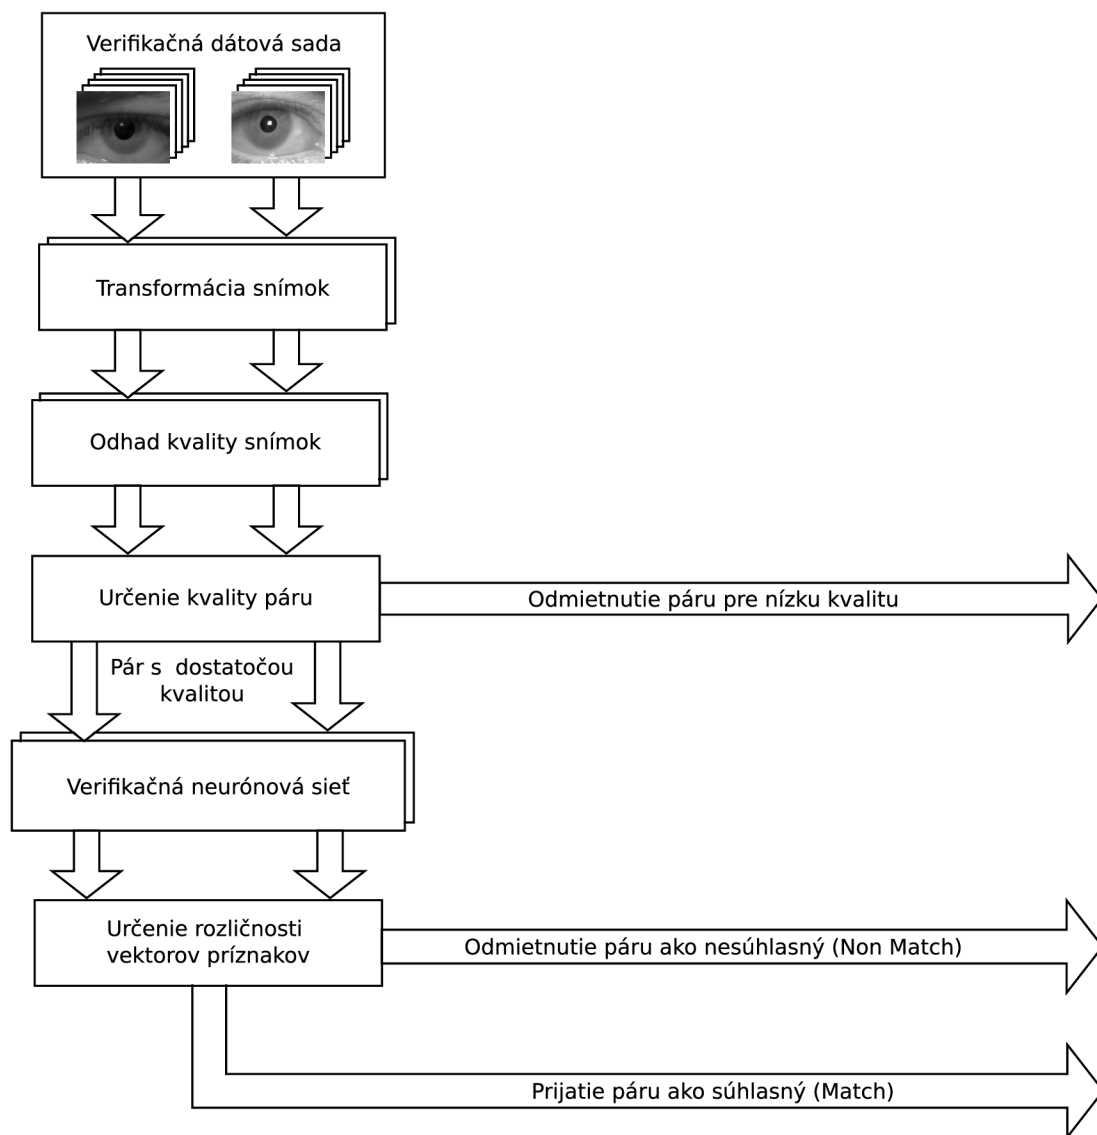 Verifikačná dátová sada
Transformácia snímok
Odhad kvality snímok
Určenie kvality páru
Odmietnutie páru pre nízku kvalitu
Pár s  dostatočou
kvalitou
Verifikačná neurónová sieť
Určenie rozličnosti
vektorov príznakov
Odmietnutie páru ako nesúhlasný (Non Match)
Prijatie páru ako súhlasný (Match)